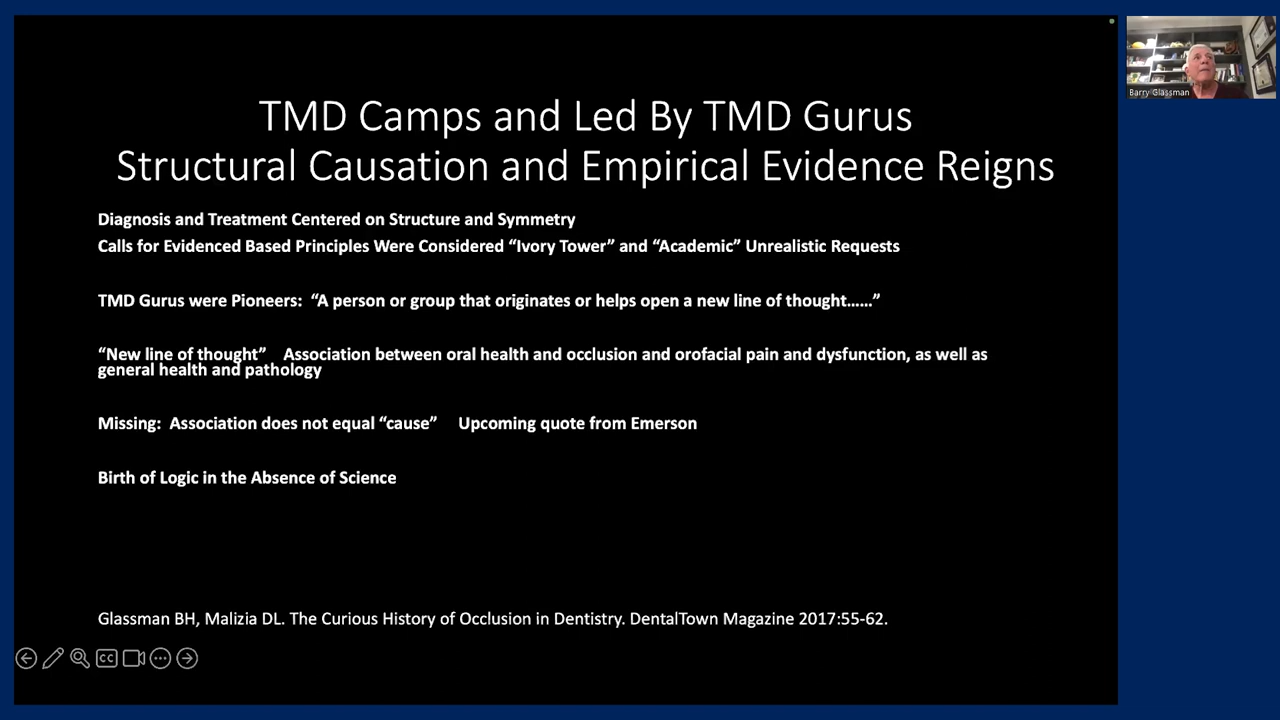 TMD Camps and Led By TMD Gurus
Structural Causation and Empirical Evidence Reigns
Diagnosis and Treatment Centered on Structure and Symmetry
Calls for Evidenced Based Principles Were Considered “Ivory Tower” and “Academic” Unrealistic Requests
TMD Gurus were Pioneers: “A person or group that originates or helps open a new line of thought……”
“New line of thought” Association between oral health and occlusion and orofacial pain and dysfunction, as well as
general health and pathology
Missing: Association does not equal “cause” Upcoming quote from Emerson
Birth of Logic in the Absence of Science
Glassman BH, Malizia DL. The Curious History of Occlusion in Dentistry. DentalTown Magazine 2017:55-62.
CC
Barry Glassman